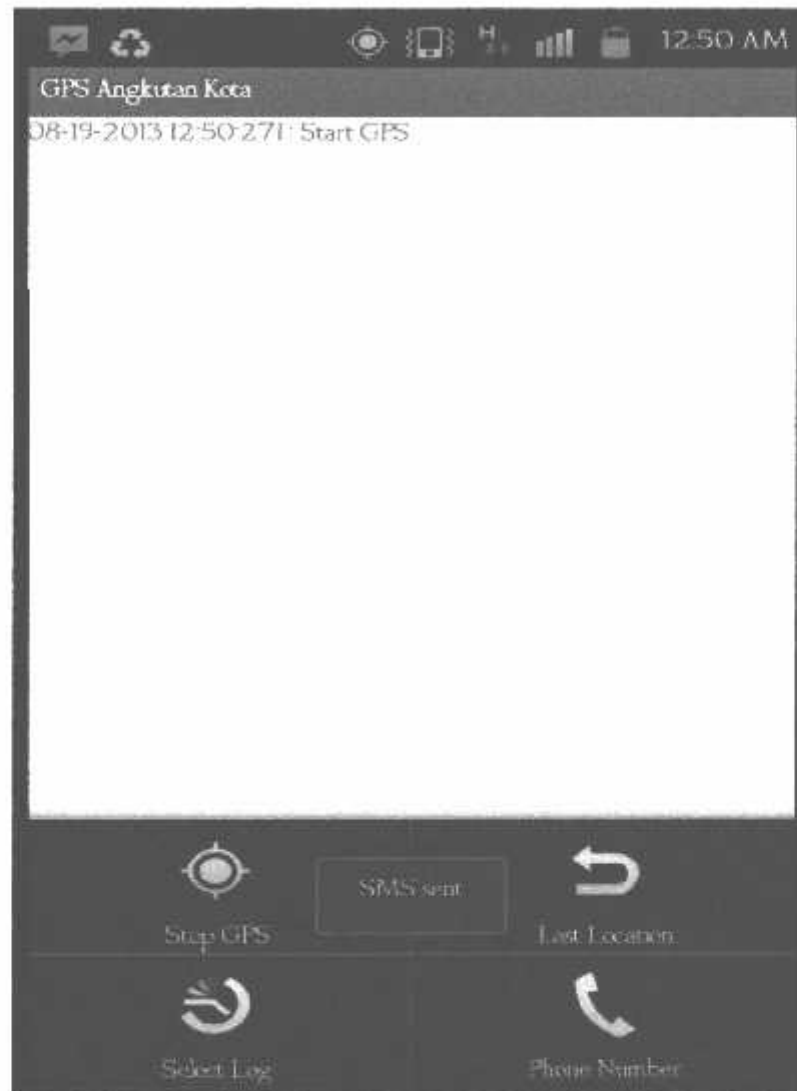 12:50 AM
GPS Angkutan Kota
08-19-2013 12:50:271: Start GPS
SMS sent
Stop GPS
Last Location
Select Log
Phone Number